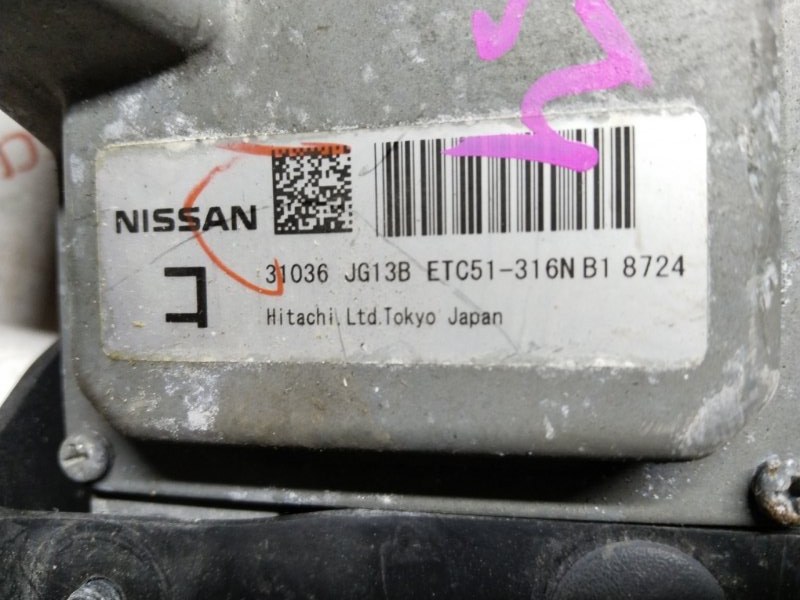 NISSAN
31036 JG13B ETC51-316N B1 8724
コ
Hitachi.Ltd.Tokyo Japan